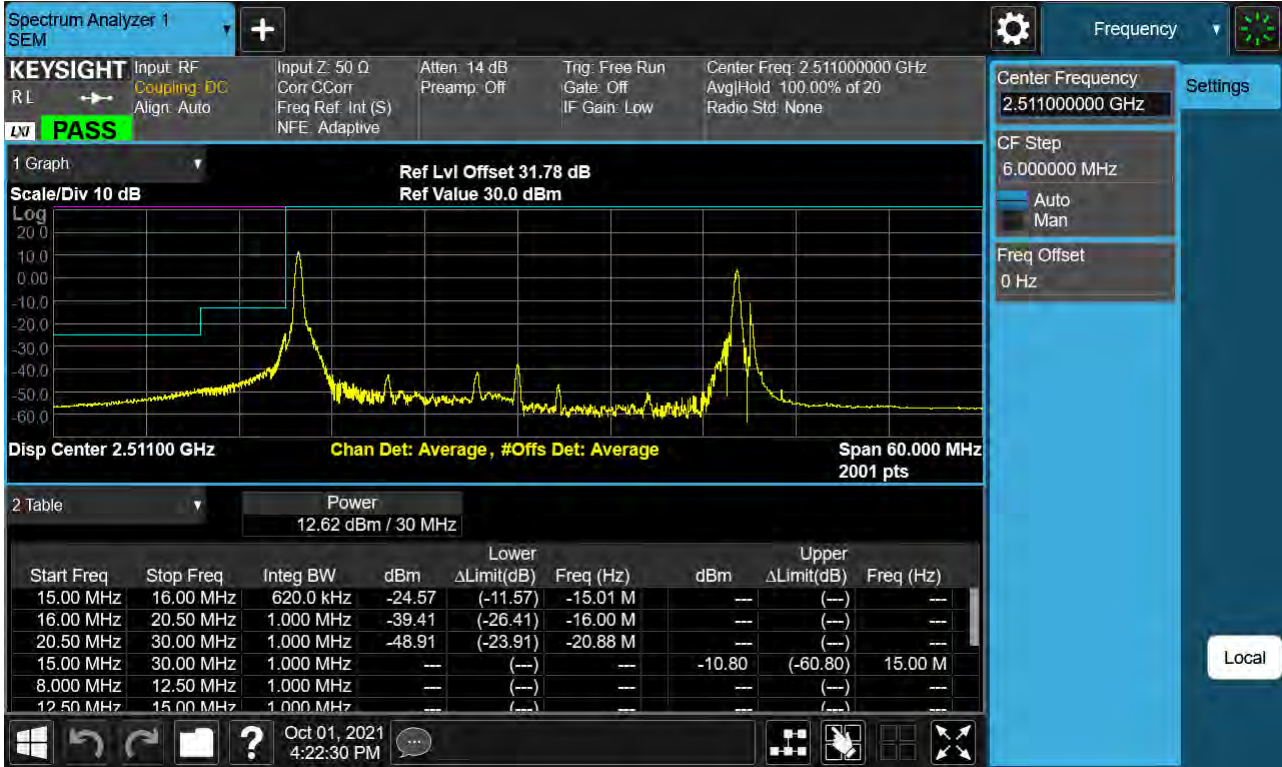 Spectrum Analyzer 1
SEM
Frequency
KEYSIGHT
R L
LXI PASS
Input: RF
Coupling: DC
Align: Auto
Input Z: 50 Ω
Corr CCorr
Freq Ref: Int (S)
NFE: Adaptive
Atten: 14 dB
Preamp: Off
Trig: Free Run
Gate: Off
IF Gain: Low
Center Freq: 2.511000000 GHz
Avg|Hold: 100.00% of 20
Radio Std: None
Center Frequency
2.511000000 GHz
Settings
CF Step
6.000000 MHz
Auto
Man
Freq Offset
0 Hz
Local
1 Graph
Ref Lvl Offset 31.78 dB
Scale/Div 10 dB
Ref Value 30.0 dBm
Log
20.0
10.0
0.00
-10.0
-20.0
-30.0
-40.0
-50.0
-60.0
Disp Center 2.51100 GHz
Chan Det: Average, #Offs Det: Average
Span 60.000 MHz
2001 pts
2 Table
Power
12.62 dBm / 30 MHz
Lower Upper
Start Freq Stop Freq Integ BW dBm ΔLimit(dB) Freq (Hz) dBm ΔLimit(dB) Freq (Hz)
15.00 MHz 16.00 MHz 620.0 kHz -24.57 (-11.57) -15.01 M --- (---) ---
16.00 MHz 20.50 MHz 1.000 MHz -39.41 (-26.41) -16.00 M --- (---) ---
20.50 MHz 30.00 MHz 1.000 MHz -48.91 (-23.91) -20.88 M --- (---) ---
15.00 MHz 30.00 MHz 1.000 MHz --- (---) --- -10.80 (-60.80) 15.00 M
8.000 MHz 12.50 MHz 1.000 MHz --- (---) --- --- (---) ---
12.50 MHz 15.00 MHz 1.000 MHz --- (---) --- --- (---) ---
Oct 01, 2021
4:22:30 PM